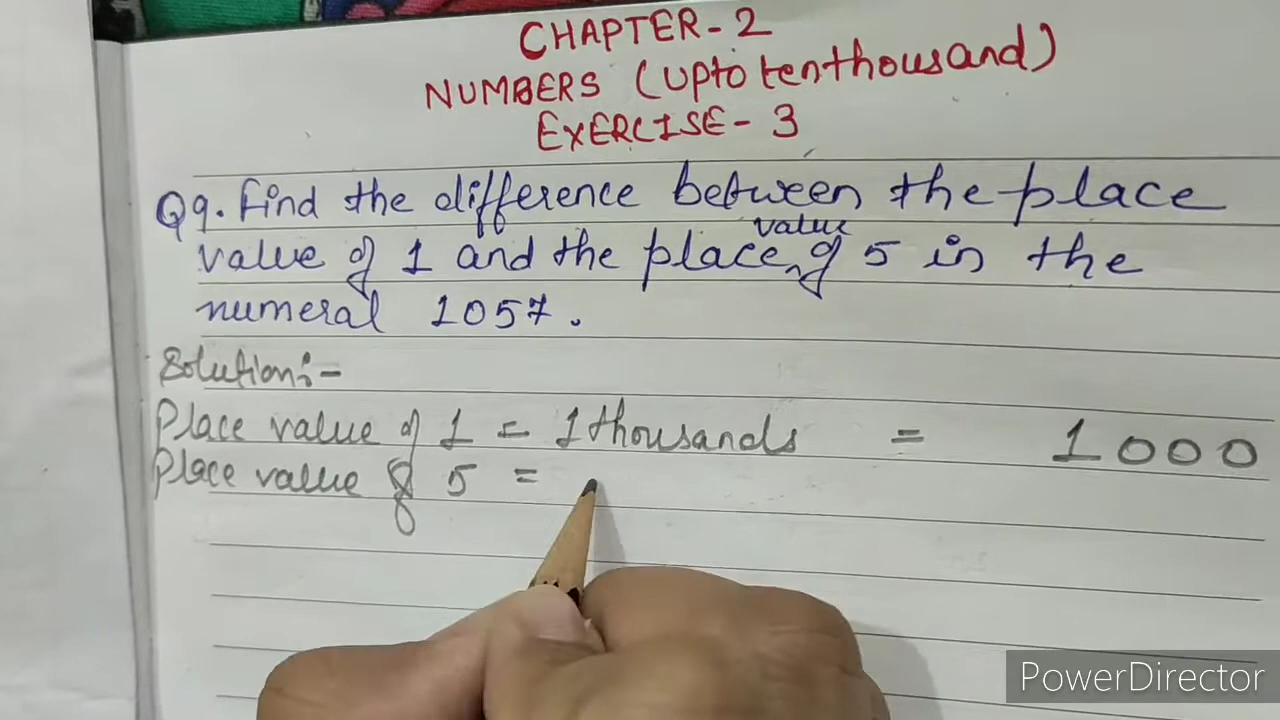 CHAPTER-2
NUMBERS (Upto tenthousand)
EXERCISE-3
Q9. Find the difference between the place
value of 1 and the place value of 5 in the
numeral 1057.
Solution:-
Place value of 1 = 1 thousands = 1000
Place value of 5 =
PowerDirector